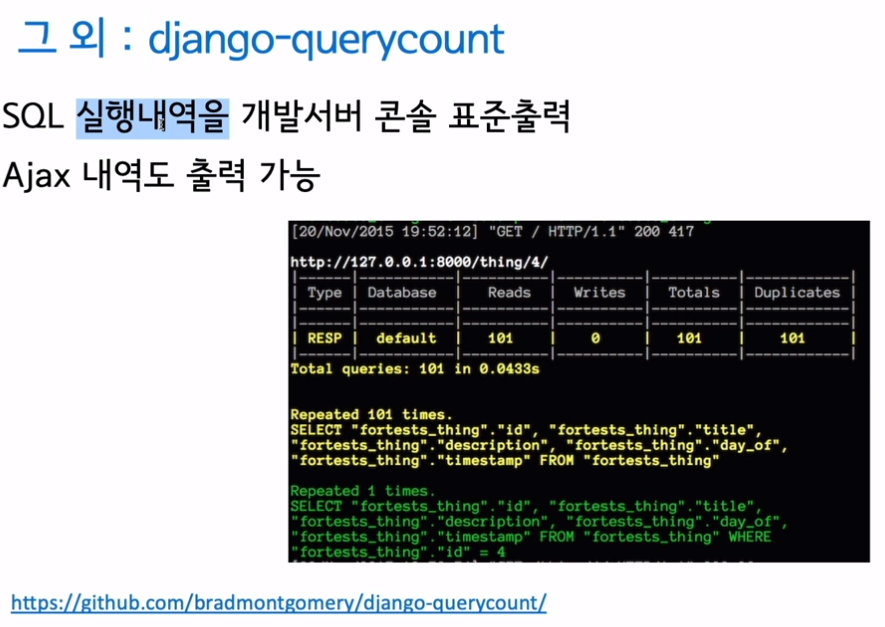 그 외 : django-querycount
SQL 실행내역을 개발서버 콘솔 표준출력
Ajax 내역도 출력 가능
[20/Nov/2015 19:52:12] "GET / HTTP/1.1" 200 417
http://127.0.0.1:8000/thing/4/
| Type | Database | Reads | Writes | Totals | Duplicates |
| RESP | default | 101 | 0 | 101 | 101 |
Total queries: 101 in 0.0433s
Repeated 101 times.
SELECT "fortests_thing"."id", "fortests_thing"."title",
"fortests_thing"."description", "fortests_thing"."day_of",
"fortests_thing"."timestamp" FROM "fortests_thing"
Repeated 1 times.
SELECT "fortests_thing"."id", "fortests_thing"."title",
"fortests_thing"."description", "fortests_thing"."day_of",
"fortests_thing"."timestamp" FROM "fortests_thing" WHERE
"fortests_thing"."id" = 4
https://github.com/bradmontgomery/django-querycount/